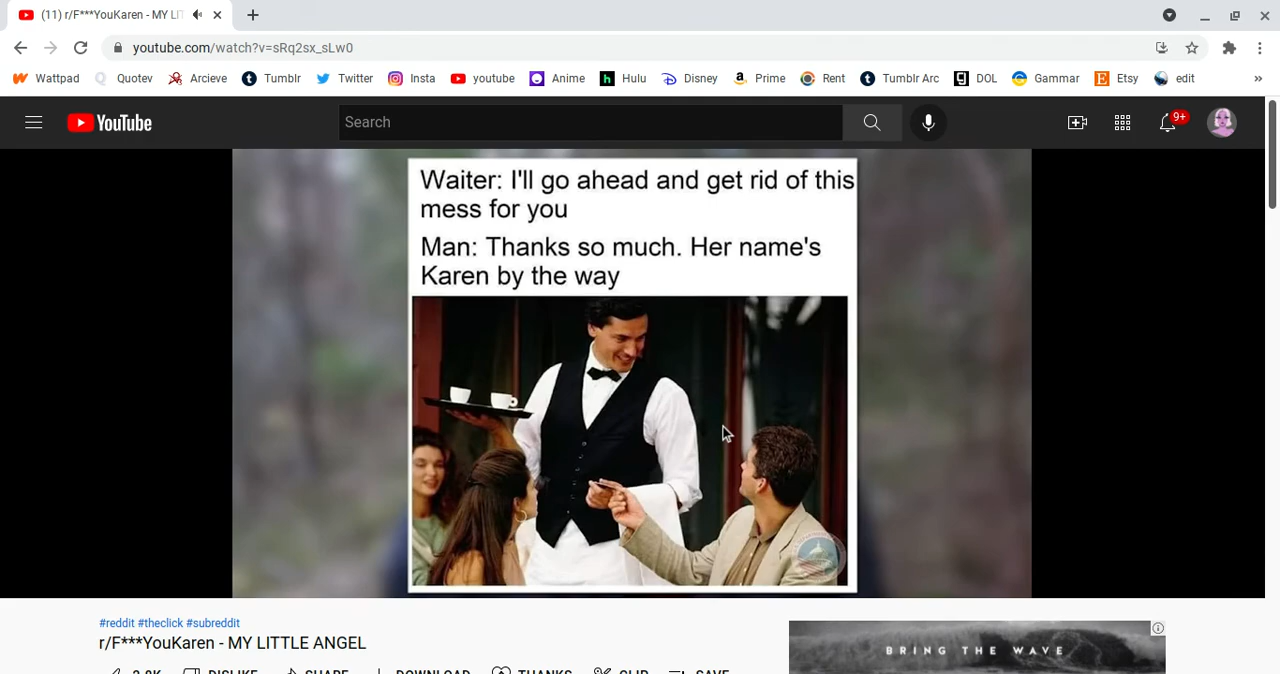 (11) r/F***YouKaren - MY LI
youtube.com/watch?v=sRq2sx_sLw0
Wattpad Quotev Arcieve Tumblr Twitter Insta youtube Anime Hulu Disney Prime Rent Tumblr Arc DOL Gammar Etsy edit »
YouTube Search 9+
Waiter: I'll go ahead and get rid of this
mess for you
Man: Thanks so much. Her name's
Karen by the way
#reddit #theclick #subreddit
r/F***YouKaren - MY LITTLE ANGEL
BRING THE WAVE
DISLIKE SHARE DOWNLOAD THANKS CLIP SAVE